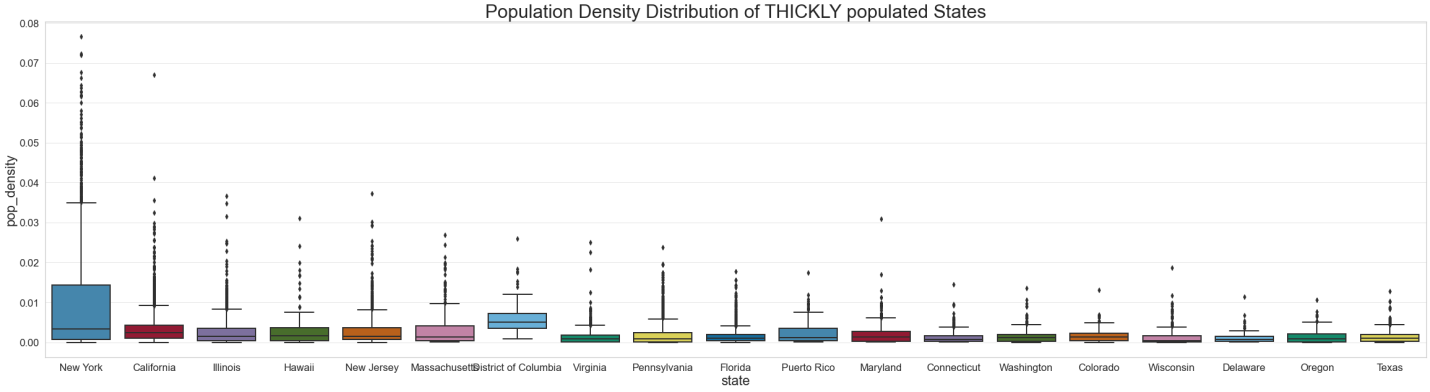 Population Density Distribution of THICKLY populated States
pop_density
0.08
0.07
0.06
0.05
0.04
0.03
0.02
0.01
0.00
New York California Illinois Hawaii New Jersey Massachusetts District of Columbia Virginia Pennsylvania Florida Puerto Rico Maryland Connecticut Washington Colorado Wisconsin Delaware Oregon Texas
state